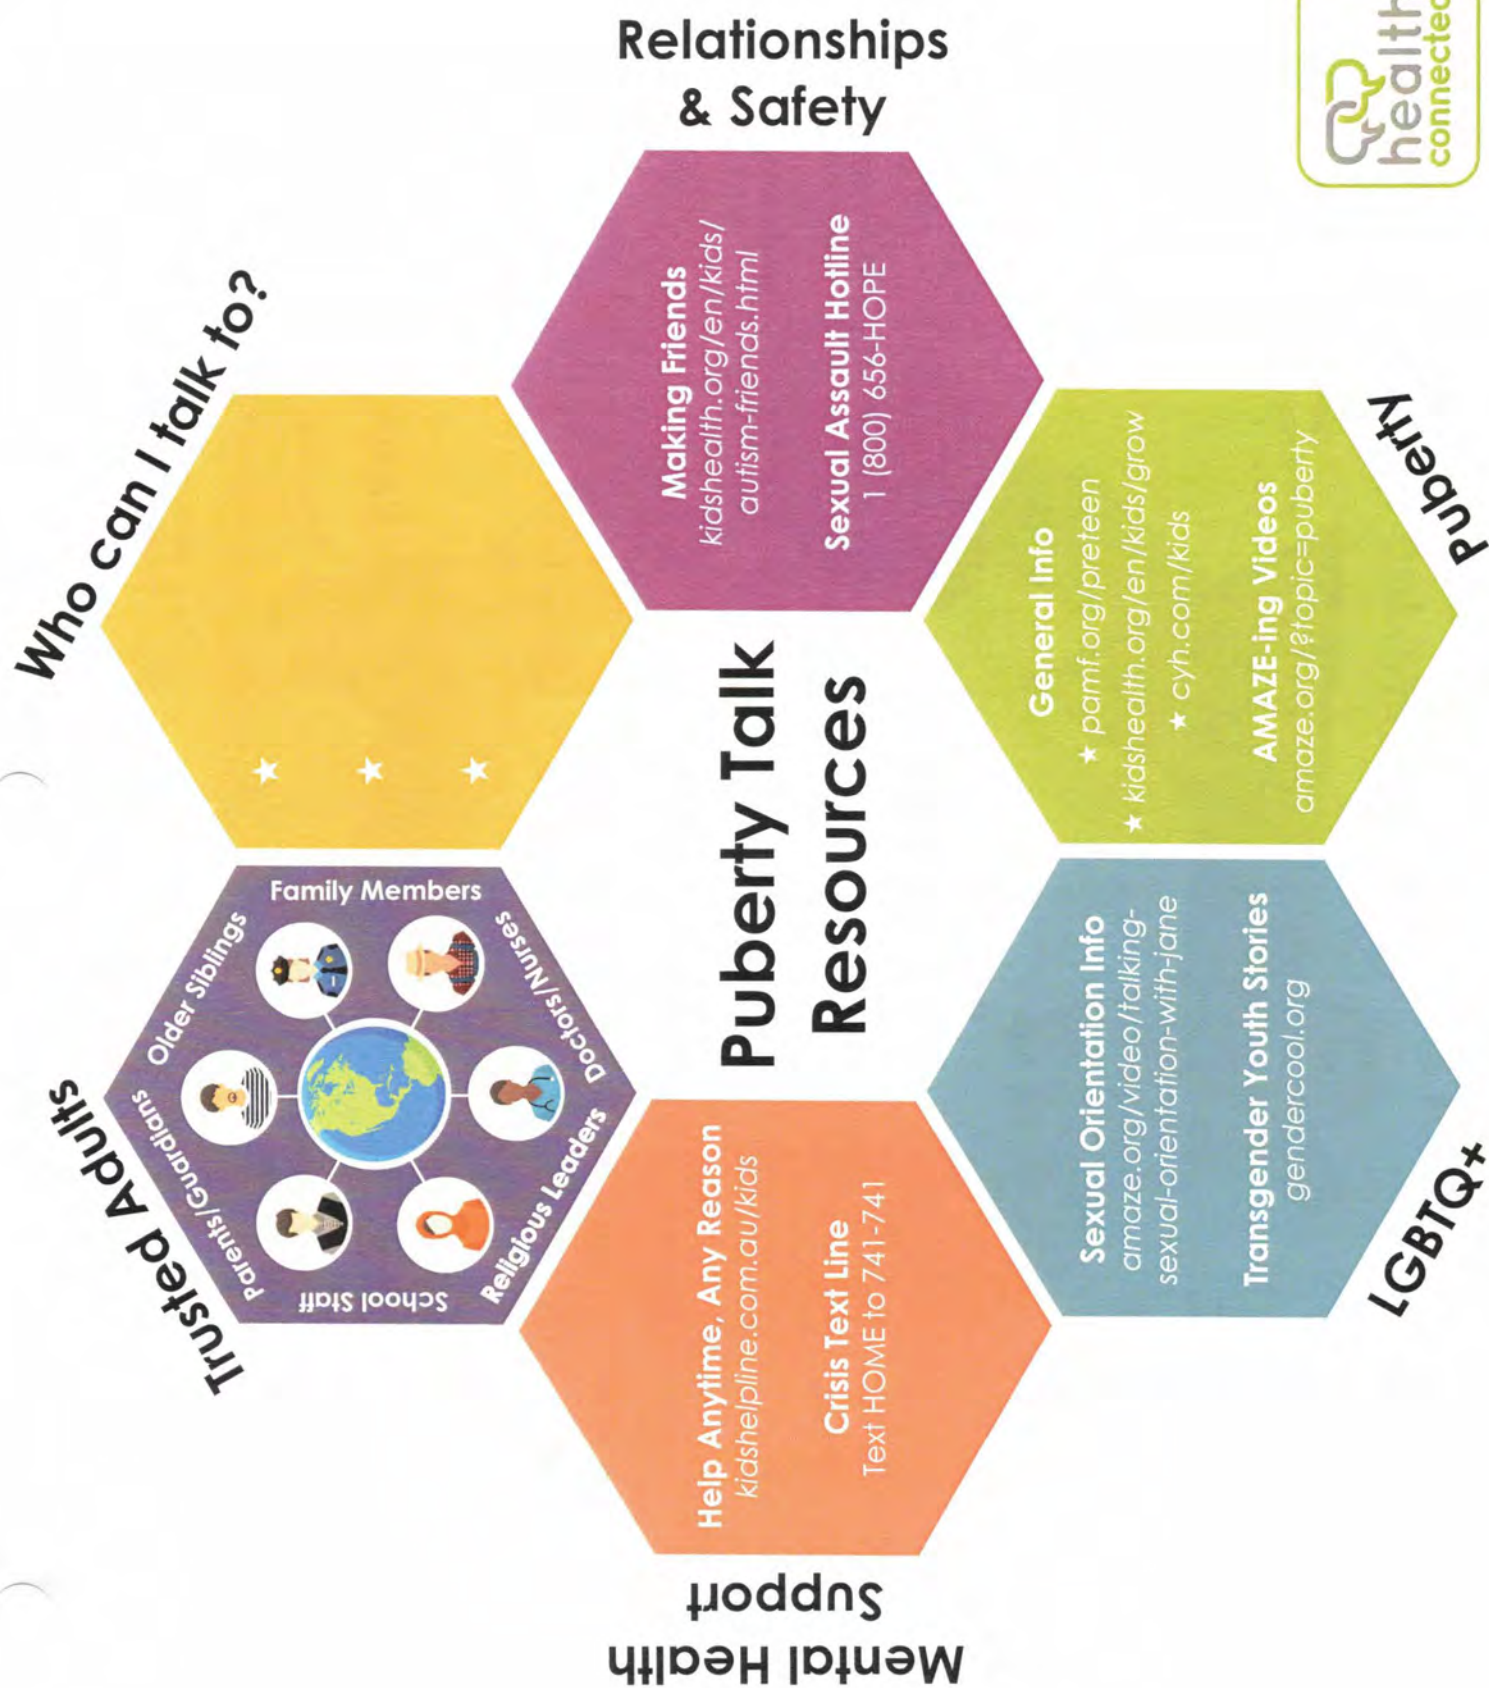 Puberty Talk
Resources
Trusted Adults
Parents/Guardians
Older Siblings
Family Members
Doctors/Nurses
Religious Leaders
School Staff
Who can I talk to?
★
★
★
Relationships
& Safety
Making Friends
kidshealth.org/en/kids/
autism-friends.html
Sexual Assault Hotline
1 (800) 656-HOPE
Puberty
General Info
★ pamf.org/preteen
★ kidshealth.org/en/kids/grow
★ cyh.com/kids
AMAZE-ing Videos
amaze.org/?topic=puberty
LGBTQ+
Sexual Orientation Info
amaze.org/video/talking-
sexual-orientation-with-jane
Transgender Youth Stories
gendercool.org
Mental Health
Support
Help Anytime, Any Reason
kidshelpline.com.au/kids
Crisis Text Line
Text HOME to 741-741
health
connected